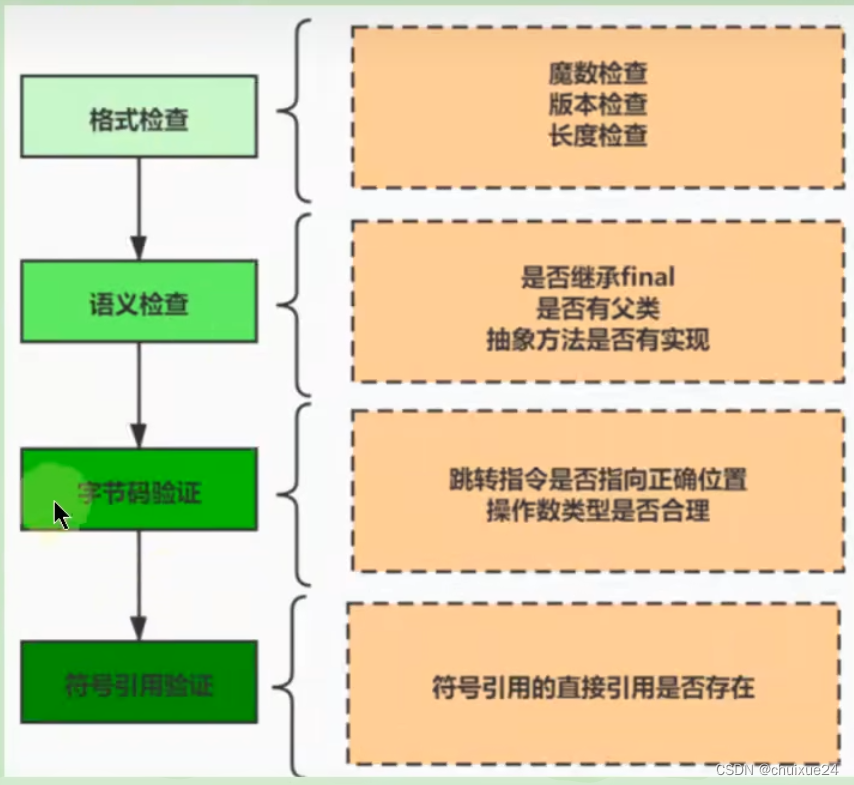 格式检查
魔数检查
版本检查
长度检查
语义检查
是否继承final
是否有父类
抽象方法是否有实现
字节码验证
跳转指令是否指向正确位置
操作数类型是否合理
符号引用验证
符号引用的直接引用是否存在
CSDN @chuixue24